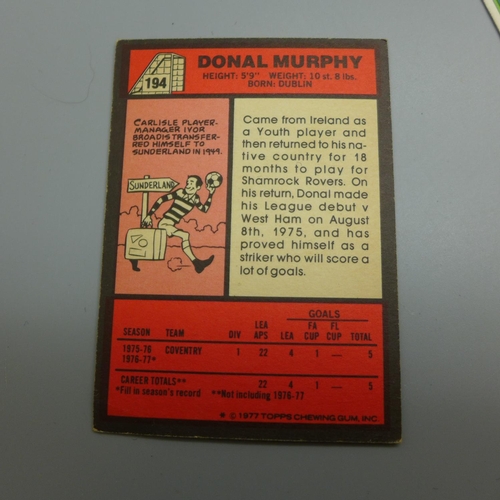 194
DONAL MURPHY
HEIGHT: 5'9" WEIGHT: 10 st. 8 lbs.
BORN: DUBLIN
CARLISLE PLAYER-
MANAGER IVOR
BROADIS TRANSFER-
RED HIMSELF TO
SUNDERLAND IN 1949.
SUNDERLAND
Came from Ireland as
a Youth player and
then returned to his na-
tive country for 18
months to play for
Shamrock Rovers. On
his return, Donal made
his League debut v
West Ham on August
8th, 1975, and has
proved himself as a
striker who will score a
lot of goals.
GOALS
SEASON TEAM DIV LEA APS LEA FA CUP FL CUP TOTAL
1975-76 COVENTRY 1 22 4 1 — 5
1976-77*
CAREER TOTALS** 22 4 1 — 5
*Fill in season's record **Not including 1976-77
* © 1977 TOPPS CHEWING GUM, INC.